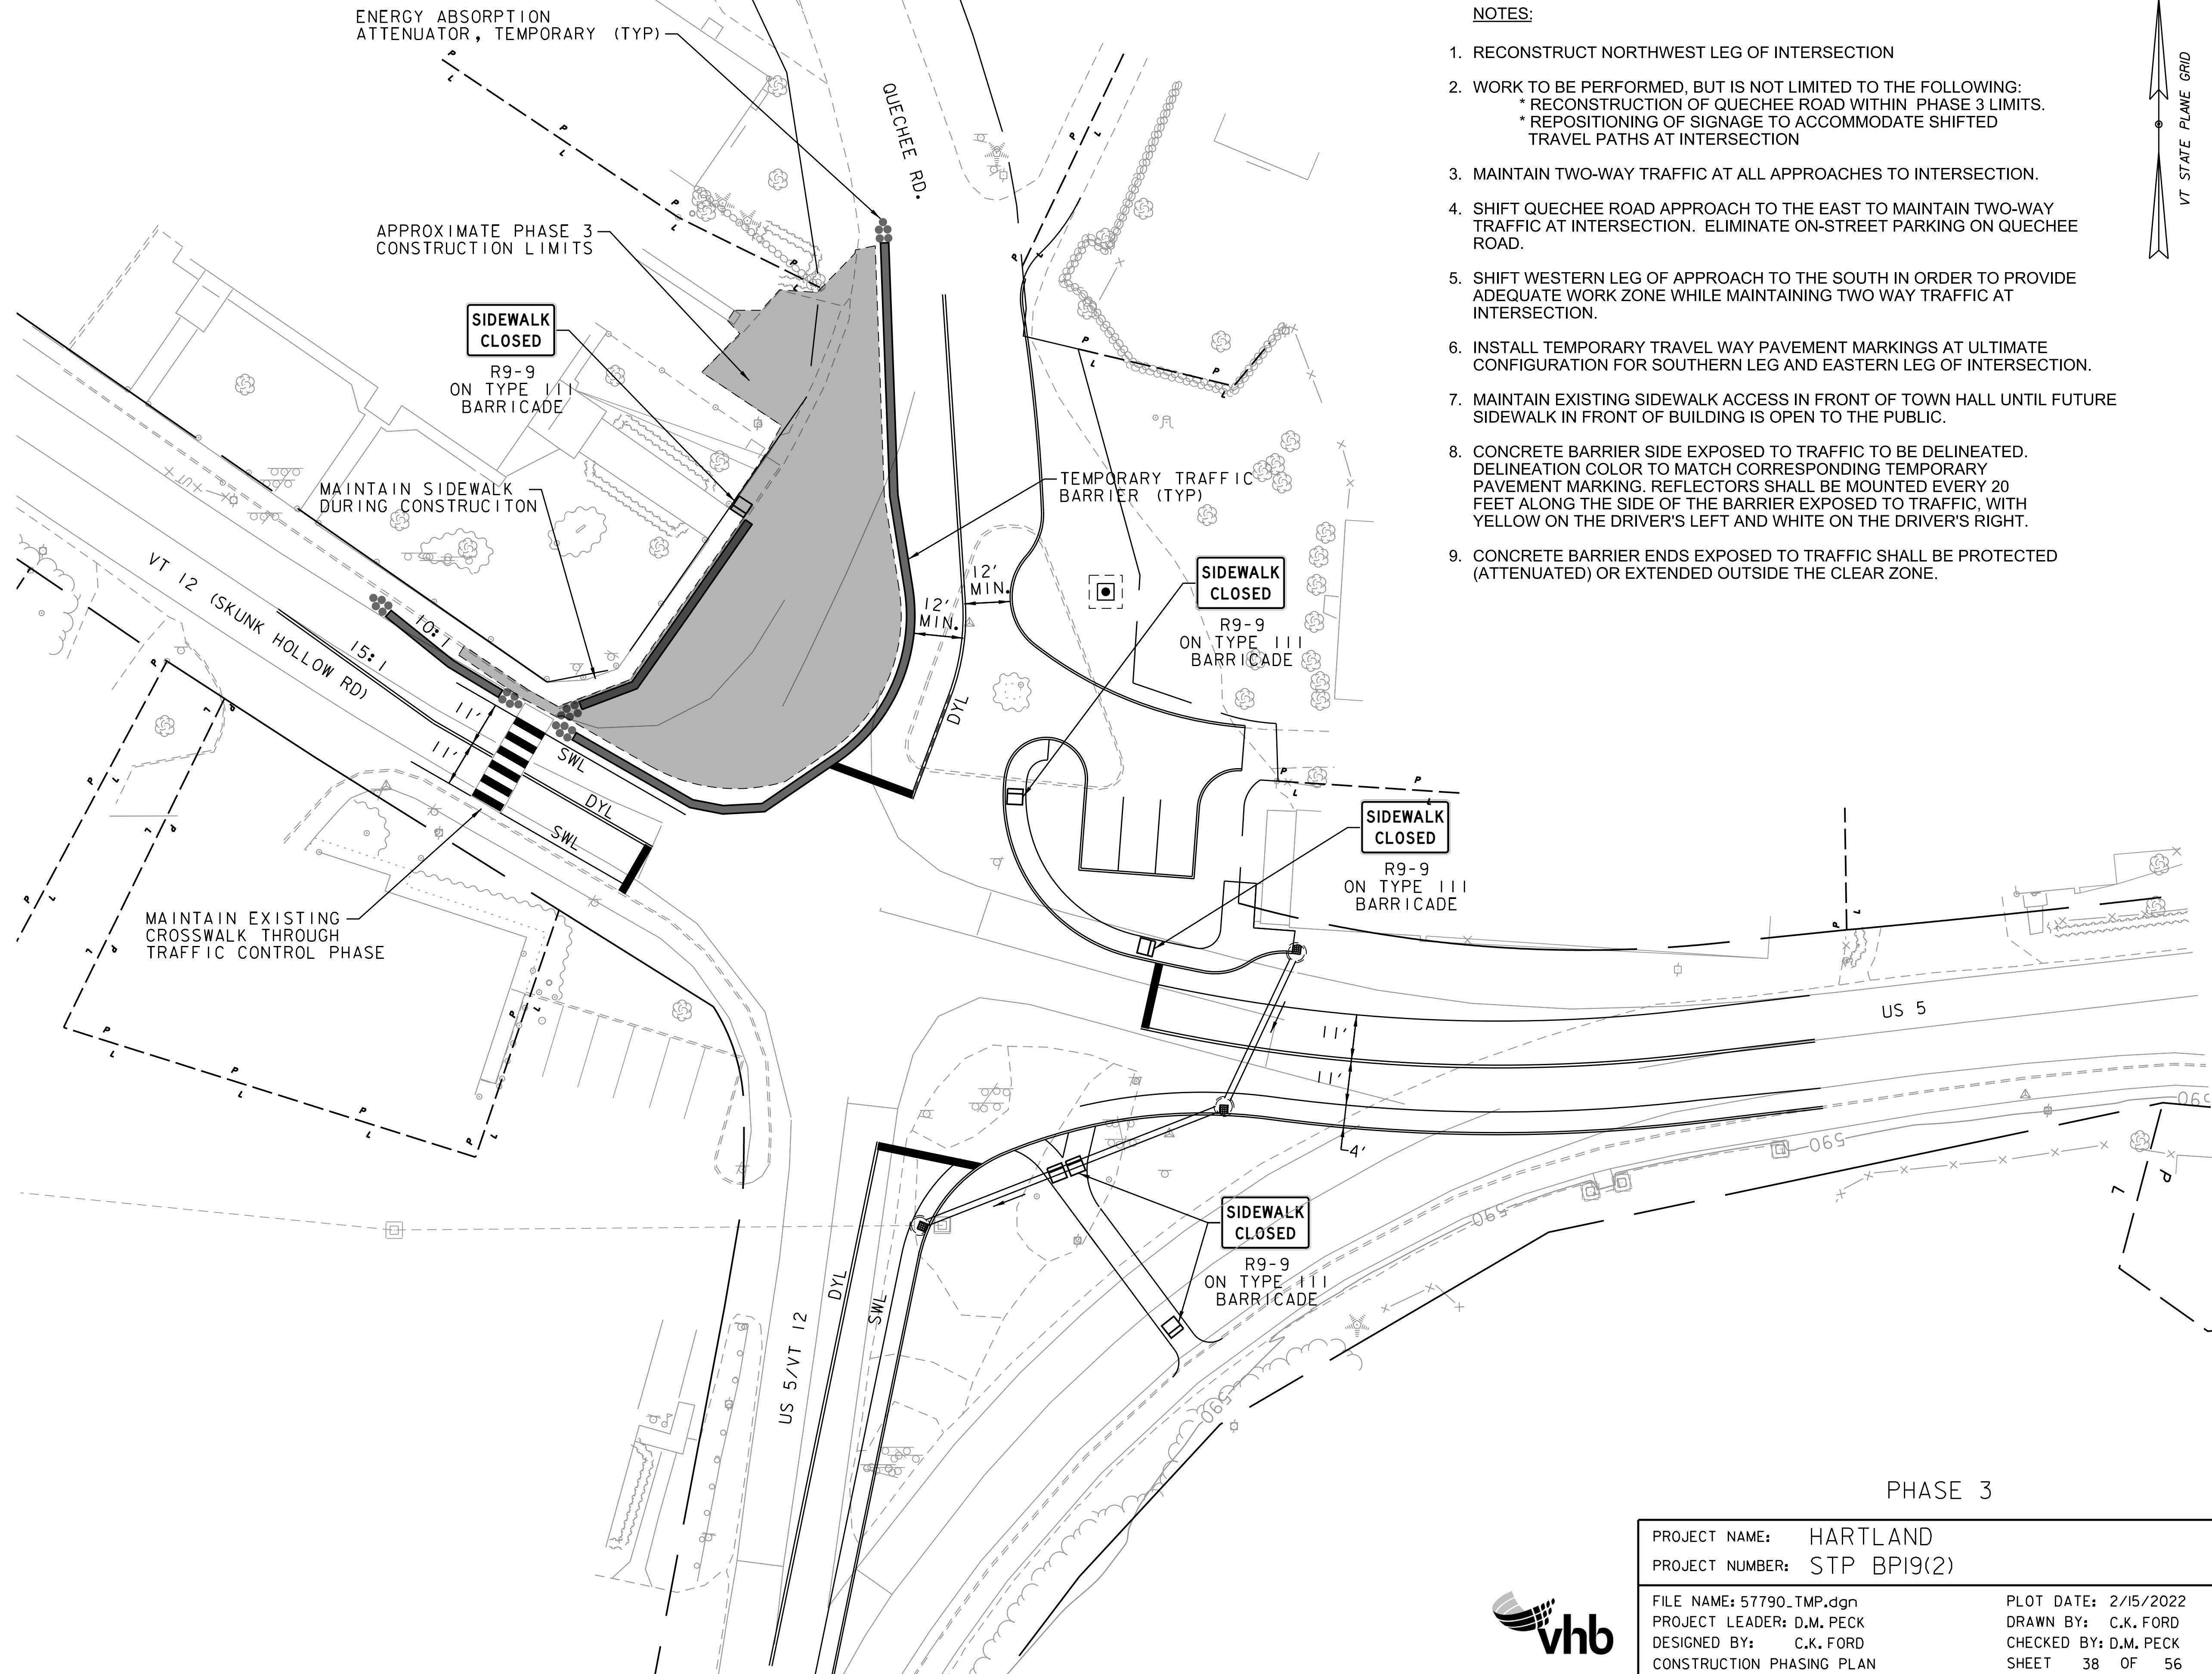 ENERGY ABSORPTION
ATTENUATOR, TEMPORARY (TYP)
QUECHEE RD.
APPROXIMATE PHASE 3
CONSTRUCTION LIMITS
SIDEWALK
CLOSED
R9-9
ON TYPE III
BARRICADE
MAINTAIN SIDEWALK
DURING CONSTRUCITON
TEMPORARY TRAFFIC
BARRIER (TYP)
12'
MIN.
12'
MIN.
SIDEWALK
CLOSED
R9-9
ON TYPE III
BARRICADE
VT 12 (SKUNK HOLLOW RD)
10:1
15:1
11'
11'
SWL
DYL
SWL
DYL
SIDEWALK
CLOSED
R9-9
ON TYPE III
BARRICADE
MAINTAIN EXISTING
CROSSWALK THROUGH
TRAFFIC CONTROL PHASE
US 5
11'
11'
4'
590
590
590
590
SIDEWALK
CLOSED
R9-9
ON TYPE III
BARRICADE
DYL
SWL
US 5/VT 12
NOTES:
1. RECONSTRUCT NORTHWEST LEG OF INTERSECTION
2. WORK TO BE PERFORMED, BUT IS NOT LIMITED TO THE FOLLOWING:
* RECONSTRUCTION OF QUECHEE ROAD WITHIN PHASE 3 LIMITS.
* REPOSITIONING OF SIGNAGE TO ACCOMMODATE SHIFTED
TRAVEL PATHS AT INTERSECTION
3. MAINTAIN TWO-WAY TRAFFIC AT ALL APPROACHES TO INTERSECTION.
4. SHIFT QUECHEE ROAD APPROACH TO THE EAST TO MAINTAIN TWO-WAY
TRAFFIC AT INTERSECTION. ELIMINATE ON-STREET PARKING ON QUECHEE
ROAD.
5. SHIFT WESTERN LEG OF APPROACH TO THE SOUTH IN ORDER TO PROVIDE
ADEQUATE WORK ZONE WHILE MAINTAINING TWO WAY TRAFFIC AT
INTERSECTION.
6. INSTALL TEMPORARY TRAVEL WAY PAVEMENT MARKINGS AT ULTIMATE
CONFIGURATION FOR SOUTHERN LEG AND EASTERN LEG OF INTERSECTION.
7. MAINTAIN EXISTING SIDEWALK ACCESS IN FRONT OF TOWN HALL UNTIL FUTURE
SIDEWALK IN FRONT OF BUILDING IS OPEN TO THE PUBLIC.
8. CONCRETE BARRIER SIDE EXPOSED TO TRAFFIC TO BE DELINEATED.
DELINEATION COLOR TO MATCH CORRESPONDING TEMPORARY
PAVEMENT MARKING. REFLECTORS SHALL BE MOUNTED EVERY 20
FEET ALONG THE SIDE OF THE BARRIER EXPOSED TO TRAFFIC, WITH
YELLOW ON THE DRIVER'S LEFT AND WHITE ON THE DRIVER'S RIGHT.
9. CONCRETE BARRIER ENDS EXPOSED TO TRAFFIC SHALL BE PROTECTED
(ATTENUATED) OR EXTENDED OUTSIDE THE CLEAR ZONE.
VT STATE PLANE GRID
PHASE 3
PROJECT NAME: HARTLAND
PROJECT NUMBER: STP BP19(2)
FILE NAME: 57790_TMP.dgn PLOT DATE: 2/15/2022
PROJECT LEADER: D.M. PECK DRAWN BY: C.K. FORD
DESIGNED BY: C.K. FORD CHECKED BY: D.M. PECK
CONSTRUCTION PHASING PLAN SHEET 38 OF 56
vhb